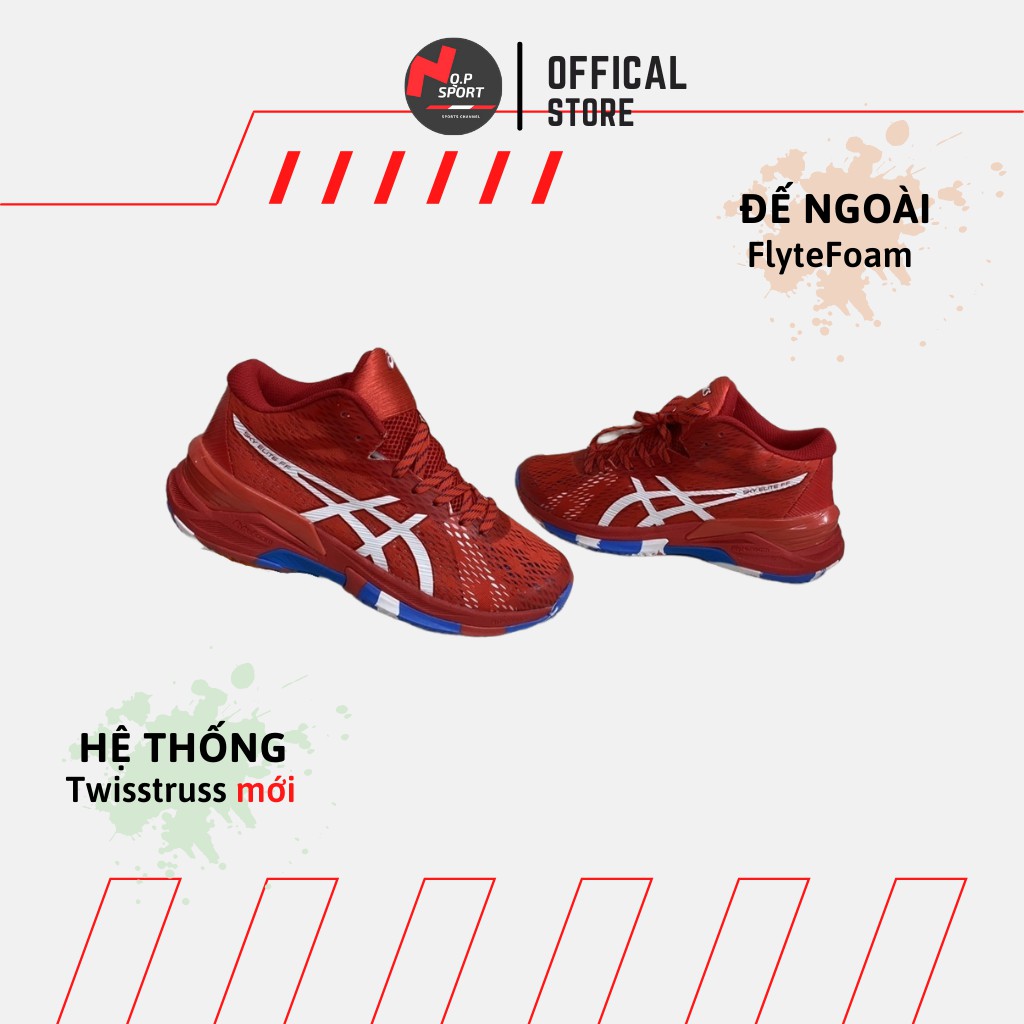 Q.P
SPORT
SPORTS CHANNEL
OFFICAL
STORE
ĐẾ NGOÀI
FlyteFoam
SKY ELITE FF
SKY ELITE FF
HỆ THỐNG
Twisstruss mới